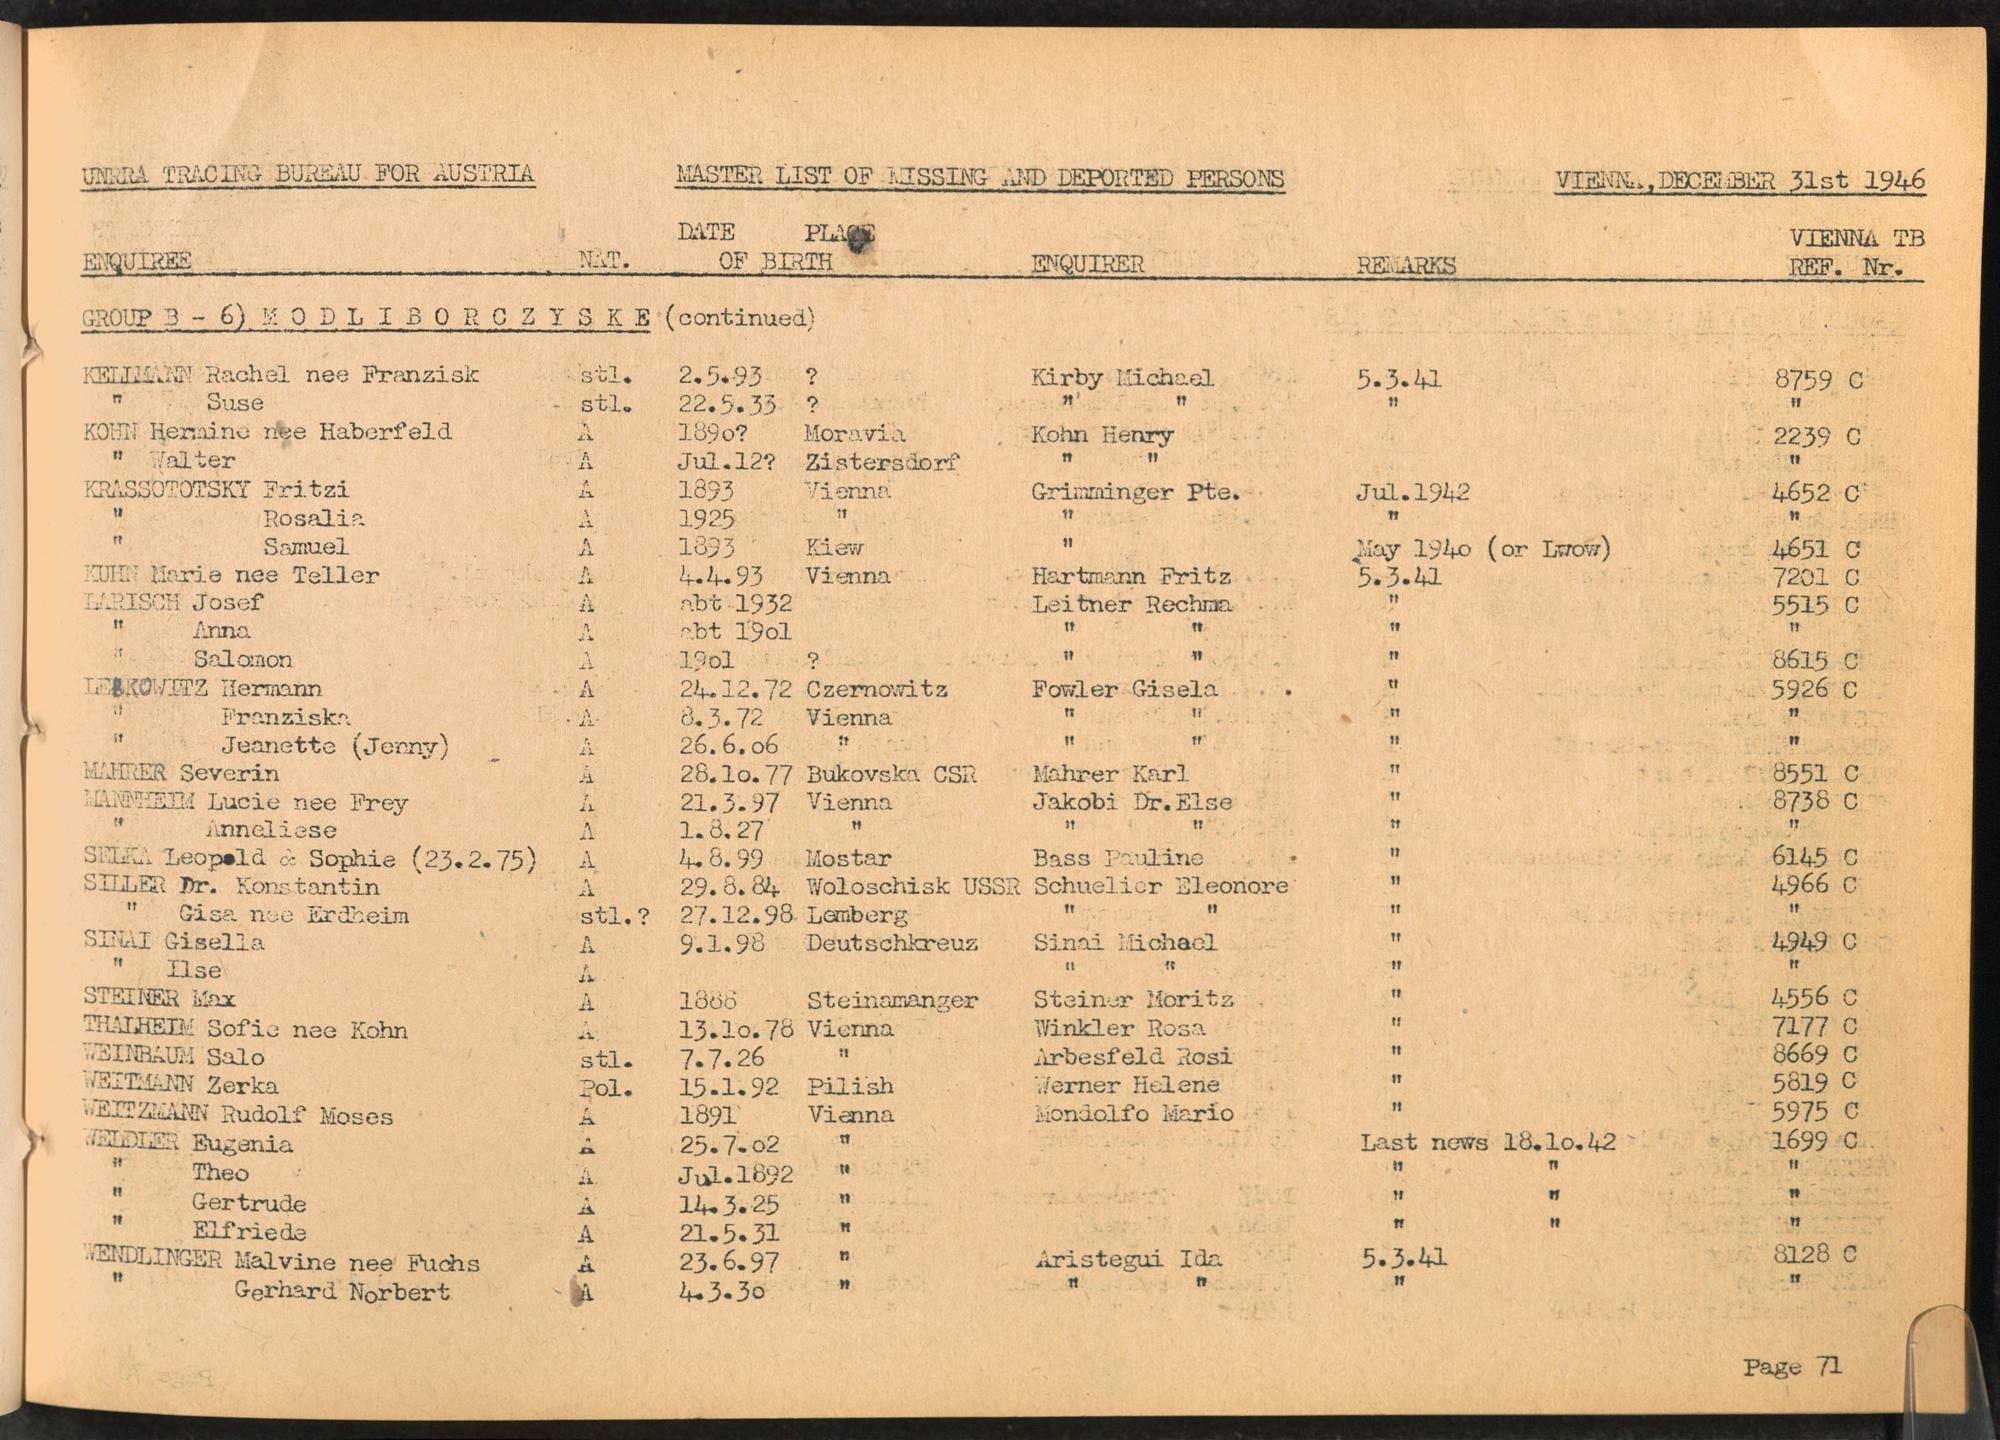 UNRRA TRACING BUREAU FOR AUSTRIA MASTER LIST OF MISSING AND DEPORTED PERSONS VIENNA, DECEMBER 31st 1946
DATE PLACE VIENNA TB
ENQUIREE NAT. OF BIRTH ENQUIRER REMARKS REF. Nr.
GROUP B - 6) M O D L I B O R C Z Y S K E (continued)
KELLMANN Rachel nee Franzisk stl. 2.5.93 ? Kirby Michael 5.3.41 8759 C
" Suse stl. 22.5.33 ? " " " "
KOHN Hermine nee Haberfeld A 189o? Moravia Kohn Henry 2239 C
" Walter A Jul.12? Zistersdorf " " "
KRASSOTOTSKY Fritzi A 1893 Vienna Grimminger Pte. Jul.1942 4652 C
" Rosalia A 1925 " " " "
" Samuel A 1893 Kiew " May 194o (or Lwow) 4651 C
KUHN Marie nee Teller A 4.4.93 Vienna Hartmann Fritz 5.3.41 7201 C
LARISCH Josef A abt 1932 Leitner Rechma " 5515 C
" Anna A abt 19o1 " " " "
" Salomon A 19o1 ? " " " 8615 C
LEBKOWITZ Hermann A 24.12.72 Czernowitz Fowler Gisela " 5926 C
" Franziska A 8.3.72 Vienna " " " "
" Jeanette (Jenny) A 26.6.o6 " " " " "
MAHRER Severin A 28.1o.77 Bukovska CSR Mahrer Karl " 8551 C
MANNHEIM Lucie nee Frey A 21.3.97 Vienna Jakobi Dr.Else " 8738 C
" Anneliese A 1.8.27 " " " " "
SELKA Leopold & Sophie (23.2.75) A 4.8.99 Mostar Bass Pauline " 6145 C
SILLER Dr. Konstantin A 29.8.84 Woloschisk USSR Schuelier Eleonore " 4966 C
" Gisa nee Erdheim stl.? 27.12.98 Lemberg " " " "
SINAI Gisella A 9.1.98 Deutschkreuz Sinai Michael " 4949 C
" Ilse A " " " "
STEINER Max A 1886 Steinamanger Steiner Moritz " 4556 C
THALHEIM Sofie nee Kohn A 13.1o.78 Vienna Winkler Rosa " 7177 C
WEINBAUM Salo stl. 7.7.26 " Arbesfeld Rosi " 8669 C
WEITMANN Zerka Pol. 15.1.92 Pilish Werner Helene " 5819 C
WEITZMANN Rudolf Moses A 1891 Vienna Mondolfo Mario " 5975 C
WELDLER Eugenia A 25.7.o2 " Last news 18.1o.42 1699 C
" Theo A Jul.1892 " " " "
" Gertrude A 14.3.25 " " " "
" Elfriede A 21.5.31 " " " "
WENDLINGER Malvine nee Fuchs A 23.6.97 " Aristegui Ida 5.3.41 8128 C
" Gerhard Norbert A 4.3.3o " " " " "
Page 71